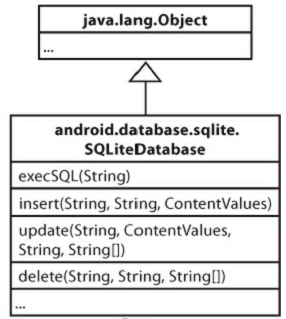 java.lang.Object
...
android.database.sqlite.
SQLiteDatabase
execSQL(String)
insert(String, String, ContentValues)
update(String, ContentValues,
String, String[])
delete(String, String, String[])
...